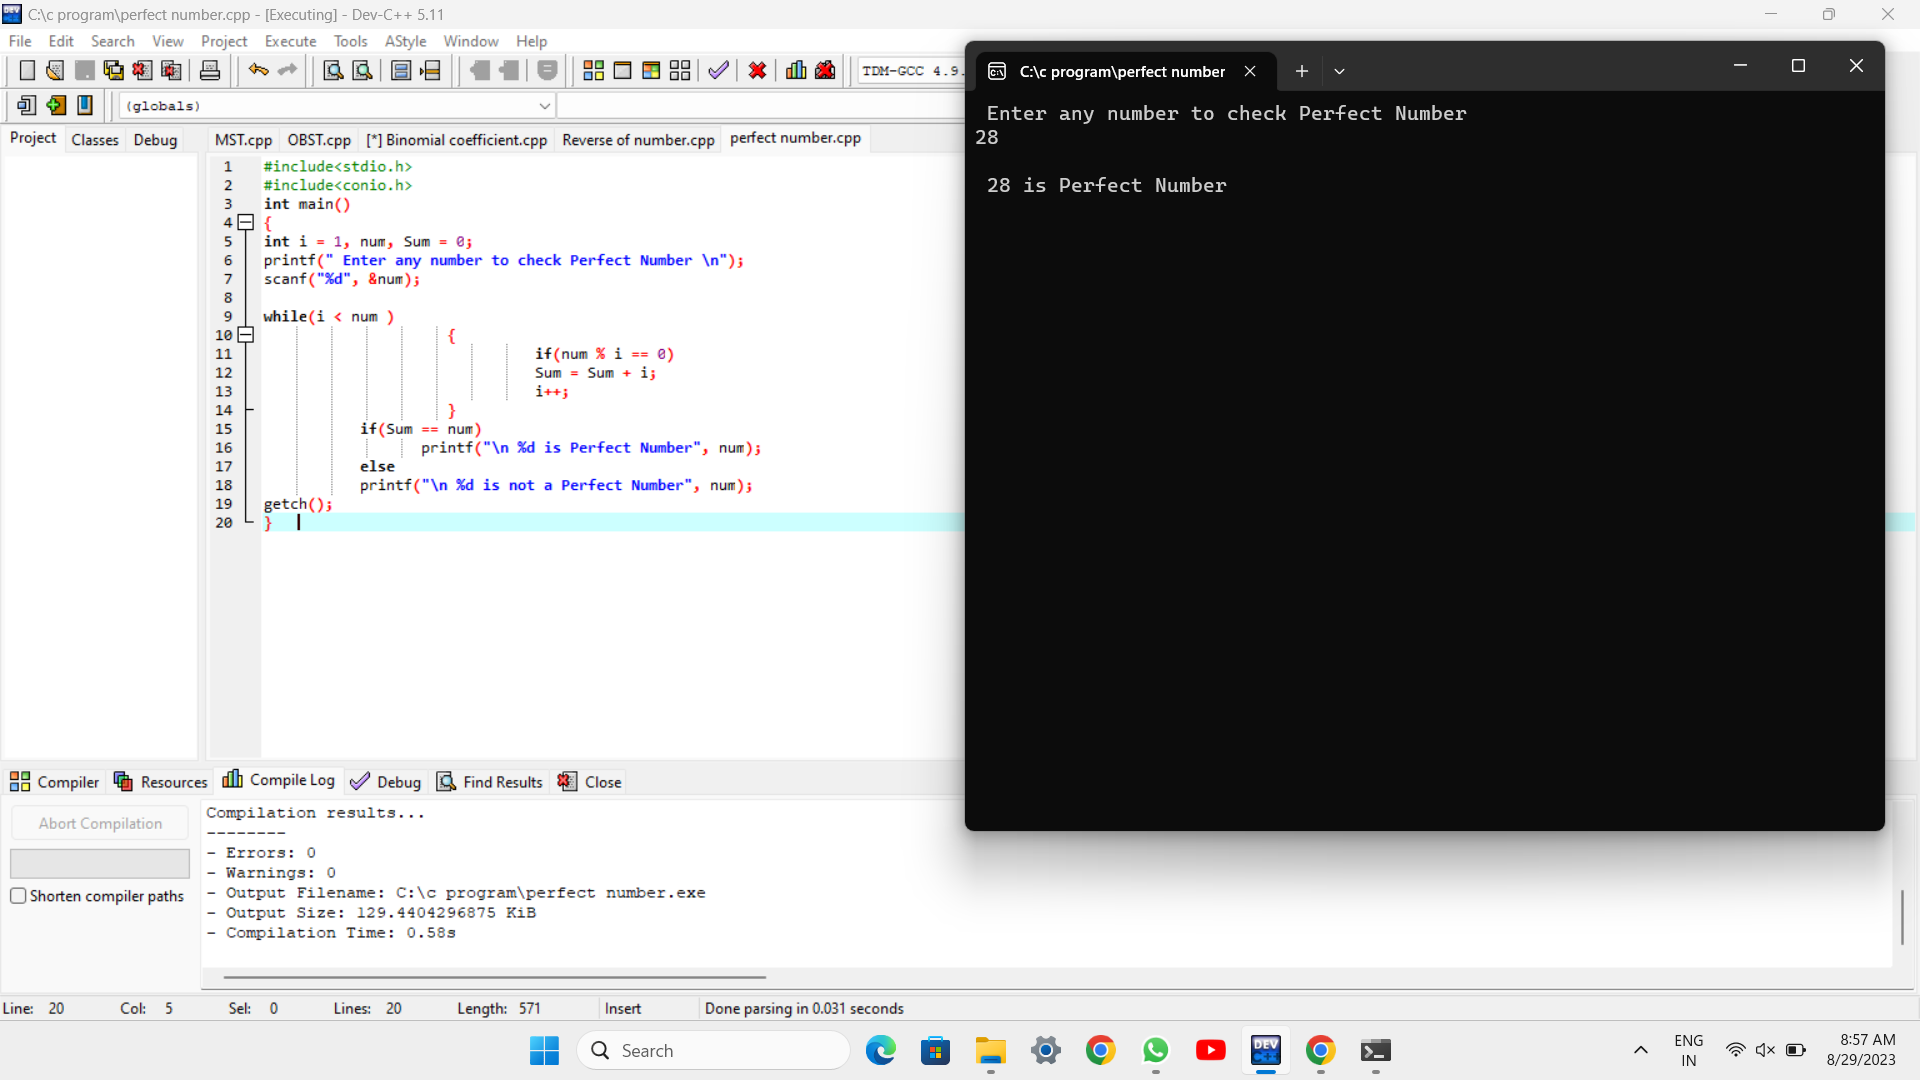 C:\c program\perfect number.cpp - [Executing] - Dev-C++ 5.11
File Edit Search View Project Execute Tools AStyle Window Help
TDM-GCC 4.9.
(globals)
Project Classes Debug
MST.cpp OBST.cpp [*] Binomial coefficient.cpp Reverse of number.cpp perfect number.cpp
1 #include<stdio.h>
2 #include<conio.h>
3 int main()
4 {
5 int i = 1, num, Sum = 0;
6 printf(" Enter any number to check Perfect Number \n");
7 scanf("%d", &num);
8
9 while(i < num )
10 {
11 if(num % i == 0)
12 Sum = Sum + i;
13 i++;
14 }
15 if(Sum == num)
16 printf("\n %d is Perfect Number", num);
17 else
18 printf("\n %d is not a Perfect Number", num);
19 getch();
20 }
C:\c program\perfect number
Enter any number to check Perfect Number
28
28 is Perfect Number
Compiler Resources Compile Log Debug Find Results Close
Abort Compilation
Shorten compiler paths
Compilation results...
--------
- Errors: 0
- Warnings: 0
- Output Filename: C:\c program\perfect number.exe
- Output Size: 129.4404296875 KiB
- Compilation Time: 0.58s
Line: 20 Col: 5 Sel: 0 Lines: 20 Length: 571 Insert Done parsing in 0.031 seconds
Search
DEV C++
ENG
IN
8:57 AM
8/29/2023